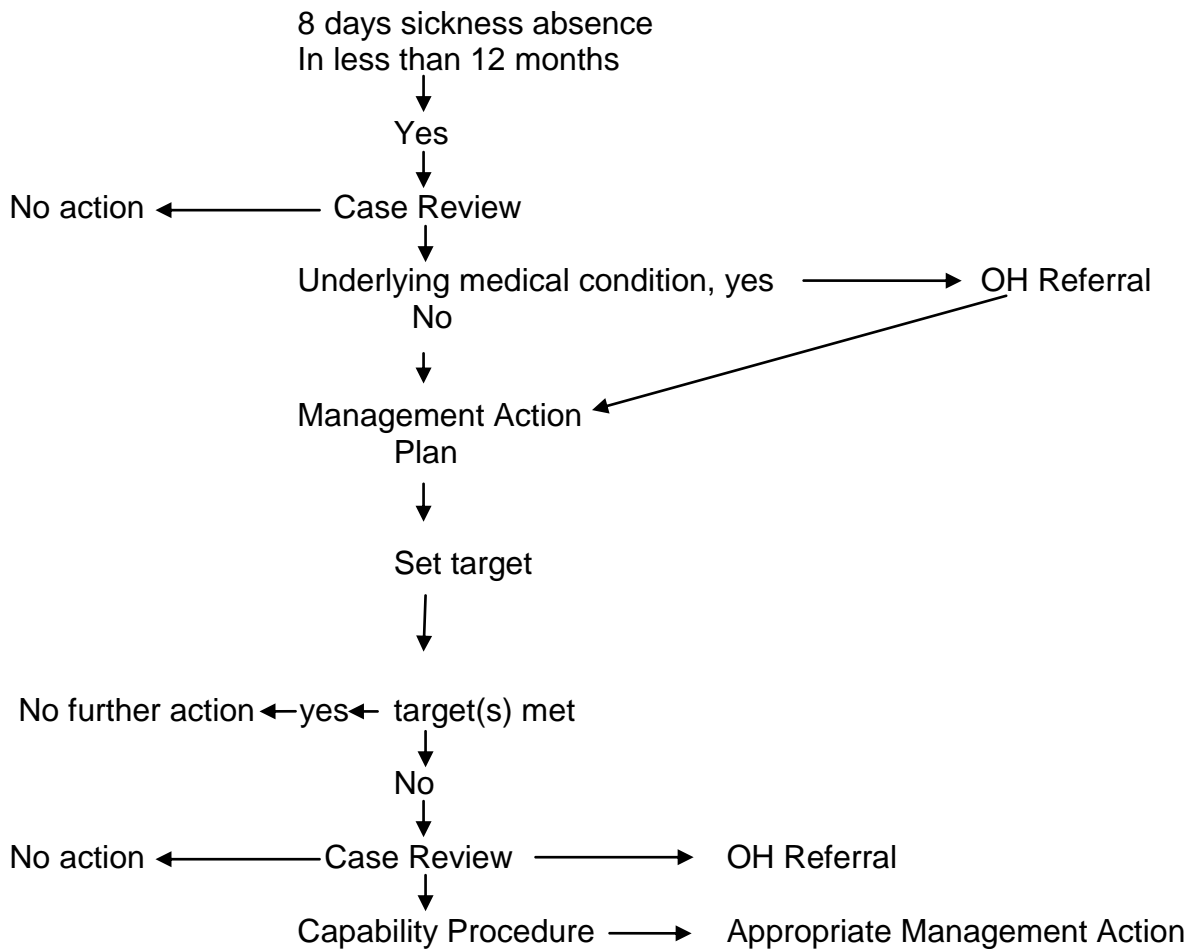 8 days sickness absence
In less than 12 months
Yes
No action
Case Review
Underlying medical condition, yes
OH Referral
No
Management Action
Plan
Set target
No further action
yes
target(s) met
No
No action
Case Review
OH Referral
Capability Procedure
Appropriate Management Action